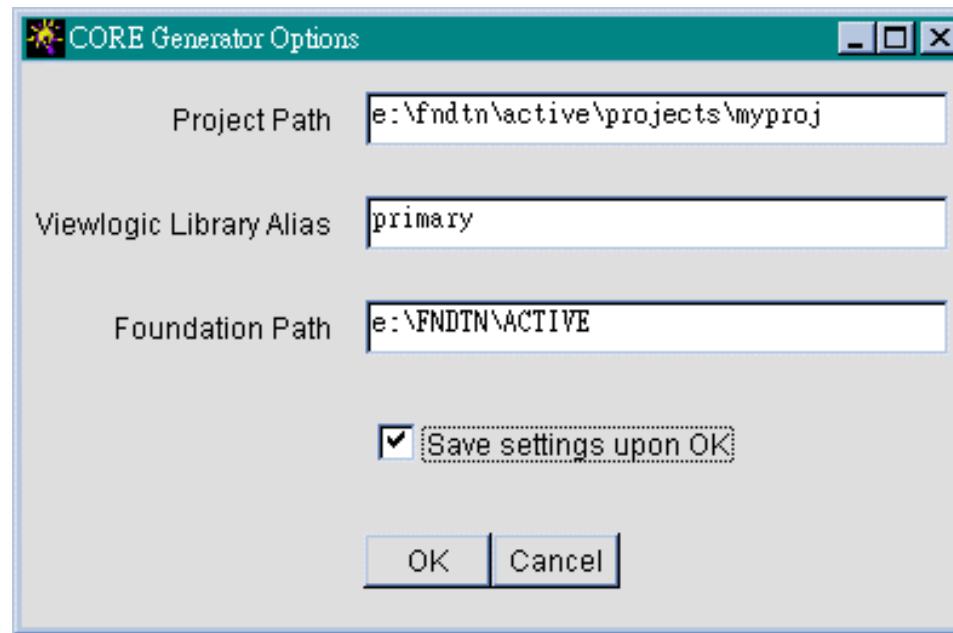 CORE Generator Options
Project Path e:\fndtn\active\projects\myproj
Viewlogic Library Alias primary
Foundation Path e:\FNDTN\ACTIVE
Save settings upon OK
OK Cancel